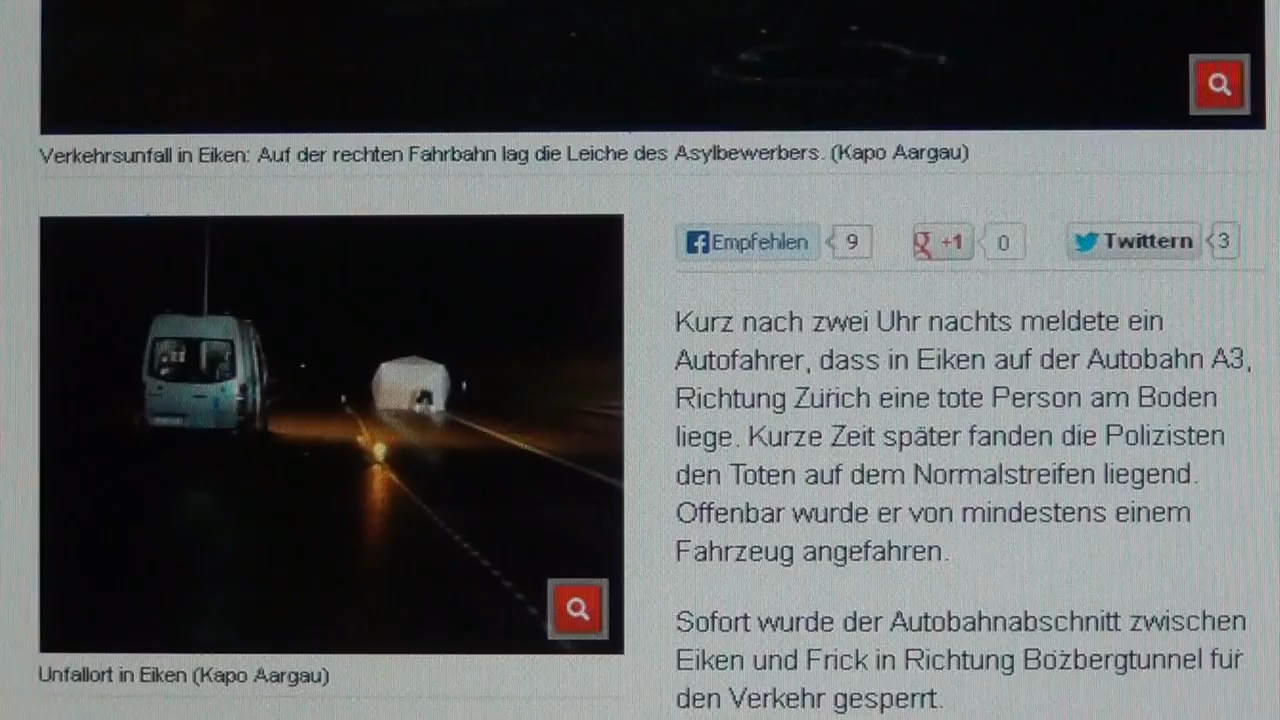 Verkehrsunfall in Eiken: Auf der rechten Fahrbahn lag die Leiche des Asylbewerbers. (Kapo Aargau)
Empfehlen 9 +1 0 Twittern 3
Kurz nach zwei Uhr nachts meldete ein
Autofahrer, dass in Eiken auf der Autobahn A3,
Richtung Zürich eine tote Person am Boden
liege. Kurze Zeit später fanden die Polizisten
den Toten auf dem Normalstreifen liegend.
Offenbar wurde er von mindestens einem
Fahrzeug angefahren.
Sofort wurde der Autobahnabschnitt zwischen
Eiken und Frick in Richtung Bözbergtunnel für
den Verkehr gesperrt.
Unfallort in Eiken (Kapo Aargau)